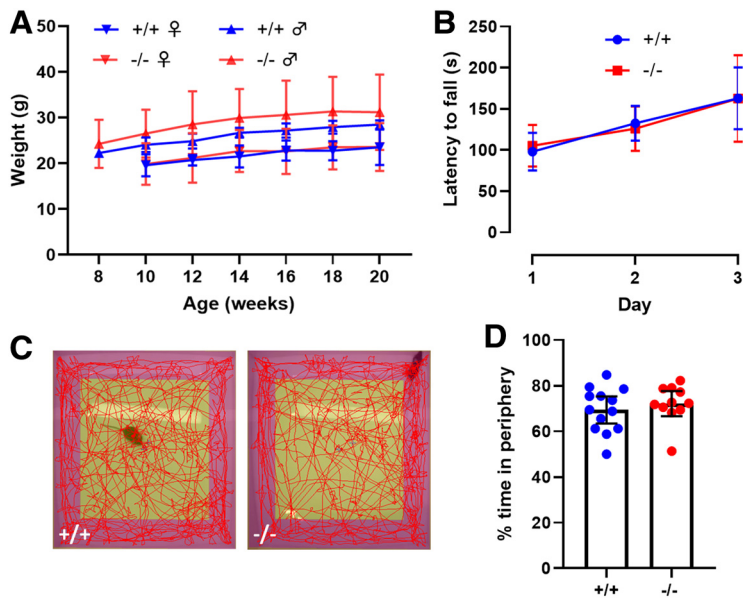 A
+/+ ♀
+/+ ♂
-/- ♀
-/- ♂
Weight (g)
50
40
30
20
10
0
8 10 12 14 16 18 20
Age (weeks)
B
+/+
-/-
Latency to fall (s)
250
200
150
100
50
0
1 2 3
Day
C
+/+
-/-
D
% time in periphery
100
80
60
40
20
0
+/+ -/-